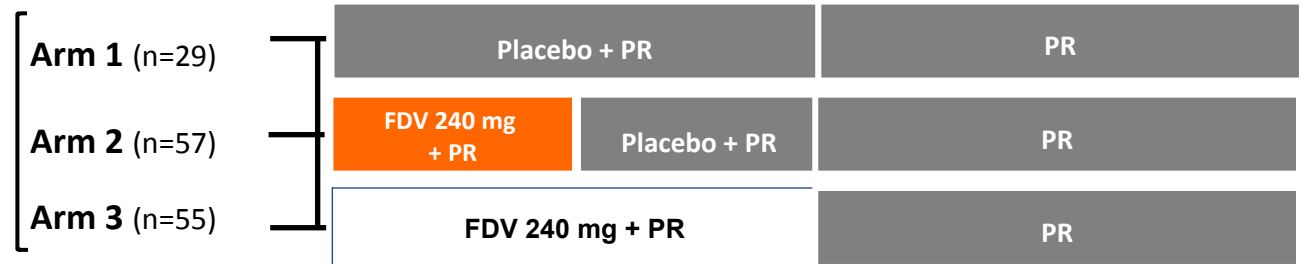 Arm 1 (n=29)
Placebo + PR
PR
Arm 2 (n=57)
FDV 240 mg
+ PR
Placebo + PR
PR
Arm 3 (n=55)
FDV 240 mg + PR
PR